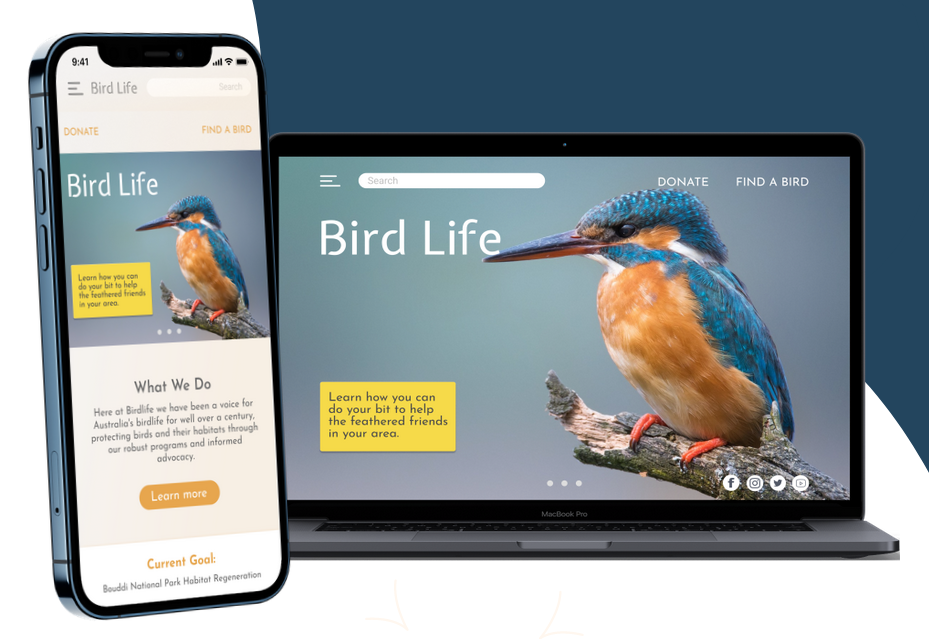 9:41
Bird Life
Search
DONATE
FIND A BIRD
Bird Life
Learn how you can
do your bit to help
the feathered friends
in your area.
What We Do
Here at Birdlife we have been a voice for
Australia's birdlife for well over a century,
protecting birds and their habitats through
our robust programs and informed
advocacy.
Learn more
Current Goal:
Bouddi National Park Habitat Regeneration
Search
DONATE
FIND A BIRD
Bird Life
Learn how you can
do your bit to help
the feathered friends
in your area.
MacBook Pro